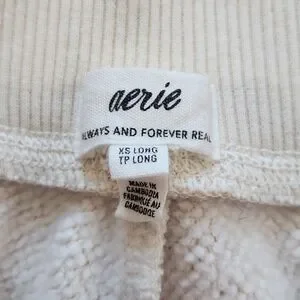 aerie
ALWAYS AND FOREVER REAL
XS LONG
TP LONG
MADE IN
CAMBODIA
FABRIQUÉ AU
CAMBODGE